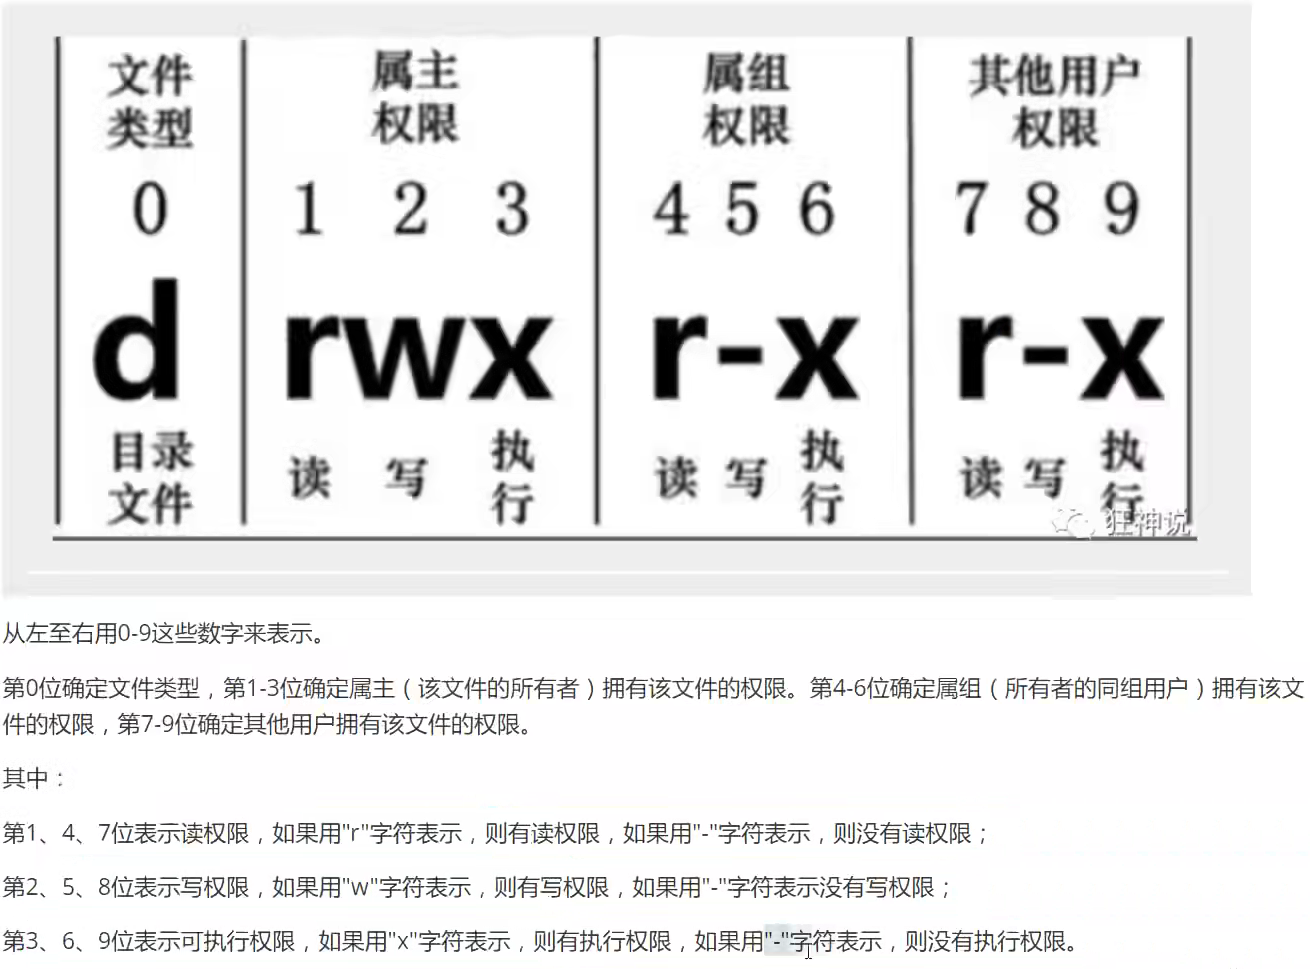 文件 属主 属组 其他用户
类型 权限 权限 权限
0 1 2 3 4 5 6 7 8 9
d rwx r-x r-x
目录 读 写 执行 读 写 执行 读 写 执行
文件
狂神说
从左至右用0-9这些数字来表示。
第0位确定文件类型，第1-3位确定属主（该文件的所有者）拥有该文件的权限。第4-6位确定属组（所有者的同组用户）拥有该文
件的权限，第7-9位确定其他用户拥有该文件的权限。
其中：
第1、4、7位表示读权限，如果用"r"字符表示，则有读权限，如果用"-"字符表示，则没有读权限；
第2、5、8位表示写权限，如果用"w"字符表示，则有写权限，如果用"-"字符表示没有写权限；
第3、6、9位表示可执行权限，如果用"x"字符表示，则有执行权限，如果用"-"字符表示，则没有执行权限。